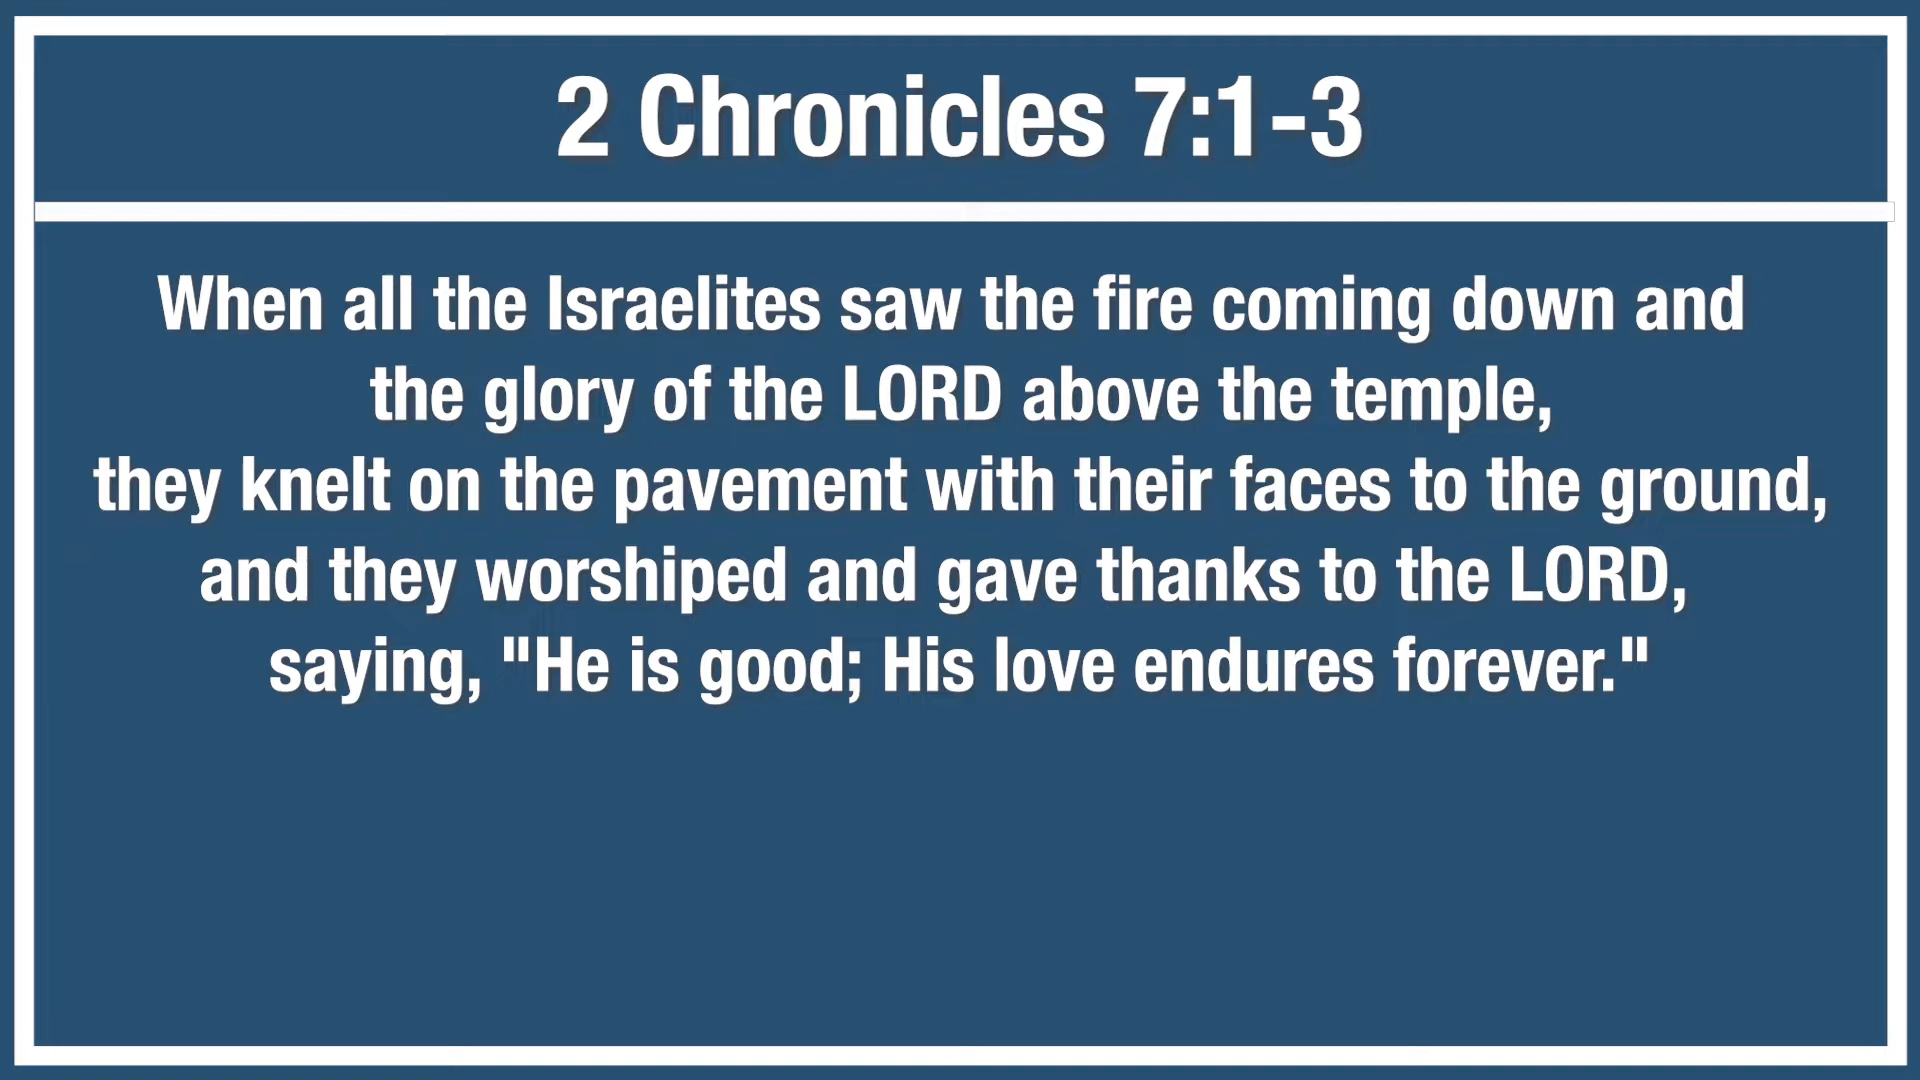 2 Chronicles 7:1-3
When all the Israelites saw the fire coming down and
the glory of the LORD above the temple,
they knelt on the pavement with their faces to the ground,
and they worshiped and gave thanks to the LORD,
saying, "He is good; His love endures forever."